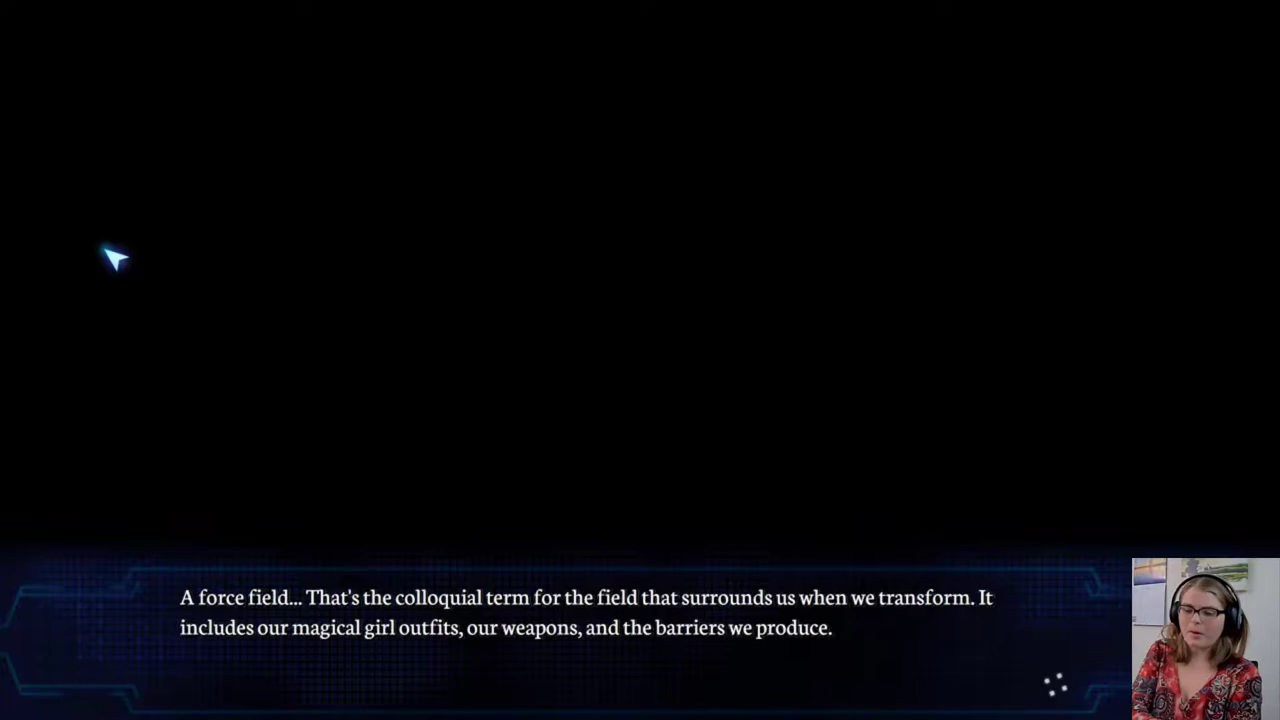 A force field... That's the colloquial term for the field that surrounds us when we transform. It
includes our magical girl outfits, our weapons, and the barriers we produce.